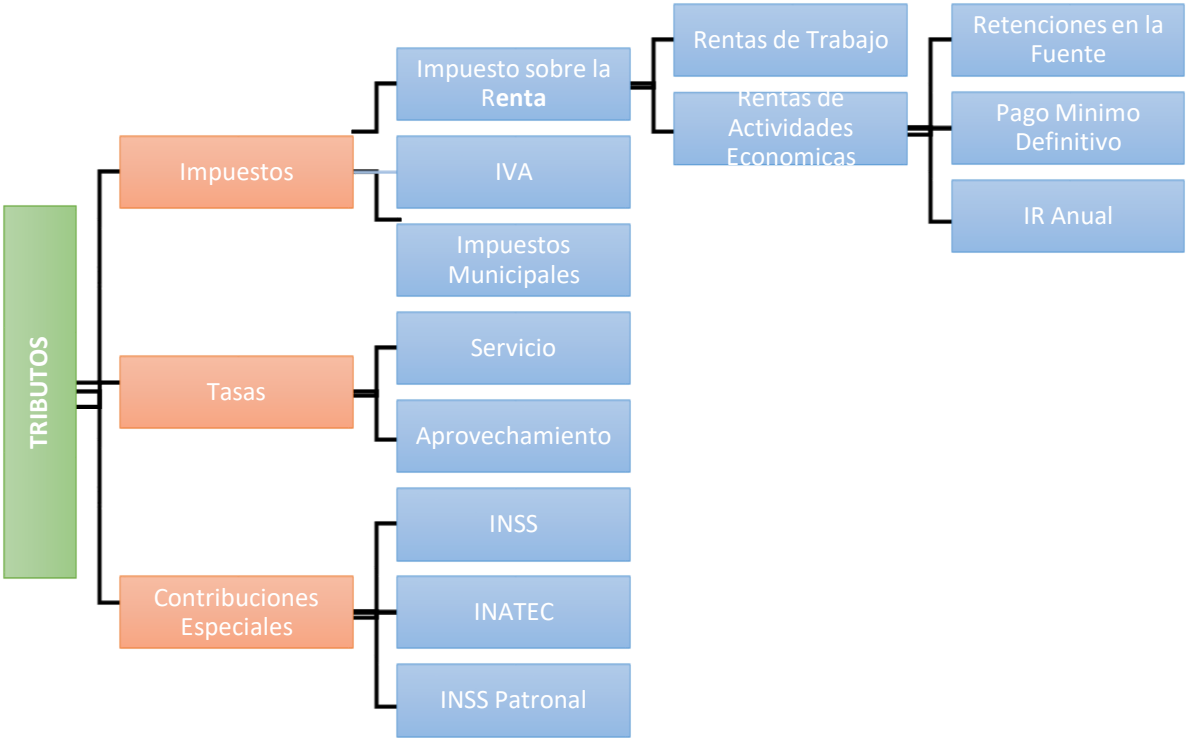 TRIBUTOS
Impuestos
Impuesto sobre la
Renta
Rentas de Trabajo
Rentas de
Actividades
Economicas
Retenciones en la
Fuente
Pago Minimo
Definitivo
IR Anual
IVA
Impuestos
Municipales
Tasas
Servicio
Aprovechamiento
Contribuciones
Especiales
INSS
INATEC
INSS Patronal